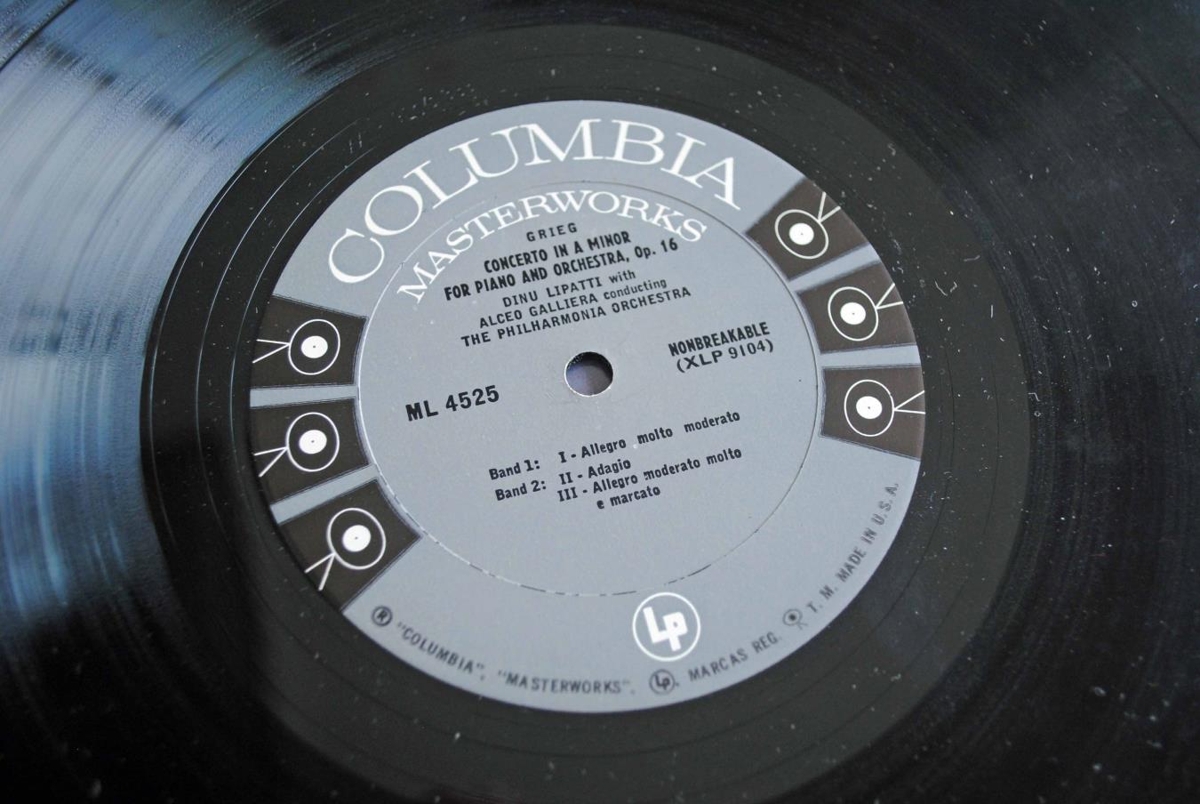 COLUMBIA
MASTERWORKS
GRIEG
CONCERTO IN A MINOR
FOR PIANO AND ORCHESTRA, Op. 16
DINU LIPATTI with
ALCEO GALLIERA conducting
THE PHILHARMONIA ORCHESTRA
NONBREAKABLE
(XLP 9104)
ML 4525
Band 1: I - Allegro molto moderato
Band 2: II - Adagio
III - Allegro moderato molto
e marcato
Lp
® "COLUMBIA", "MASTERWORKS", Lp, MARCAS REG. T. M. MADE IN U. S. A.